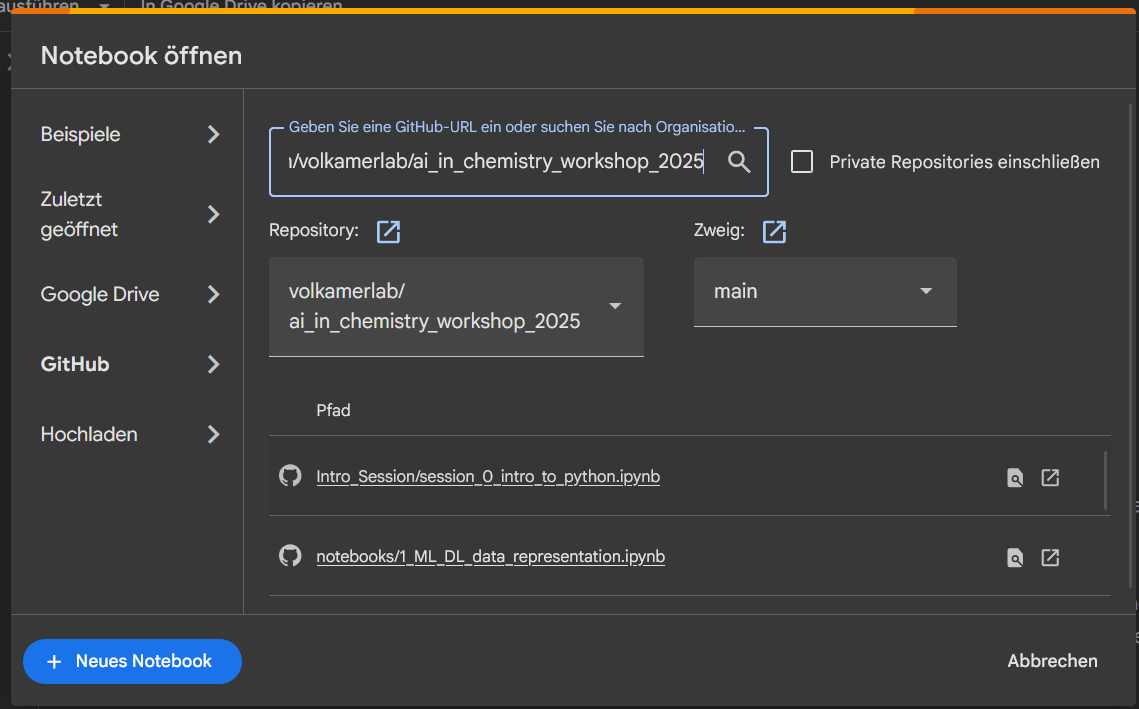 ausführen
In Google Drive kopieren
Notebook öffnen
Beispiele
Zuletzt
geöffnet
Google Drive
GitHub
Hochladen
Geben Sie eine GitHub-URL ein oder suchen Sie nach Organisatio...
/volkamerlab/ai_in_chemistry_workshop_2025
Private Repositories einschließen
Repository:
Zweig:
volkamerlab/
ai_in_chemistry_workshop_2025
main
Pfad
Intro_Session/session_0_intro_to_python.ipynb
notebooks/1_ML_DL_data_representation.ipynb
+ Neues Notebook
Abbrechen